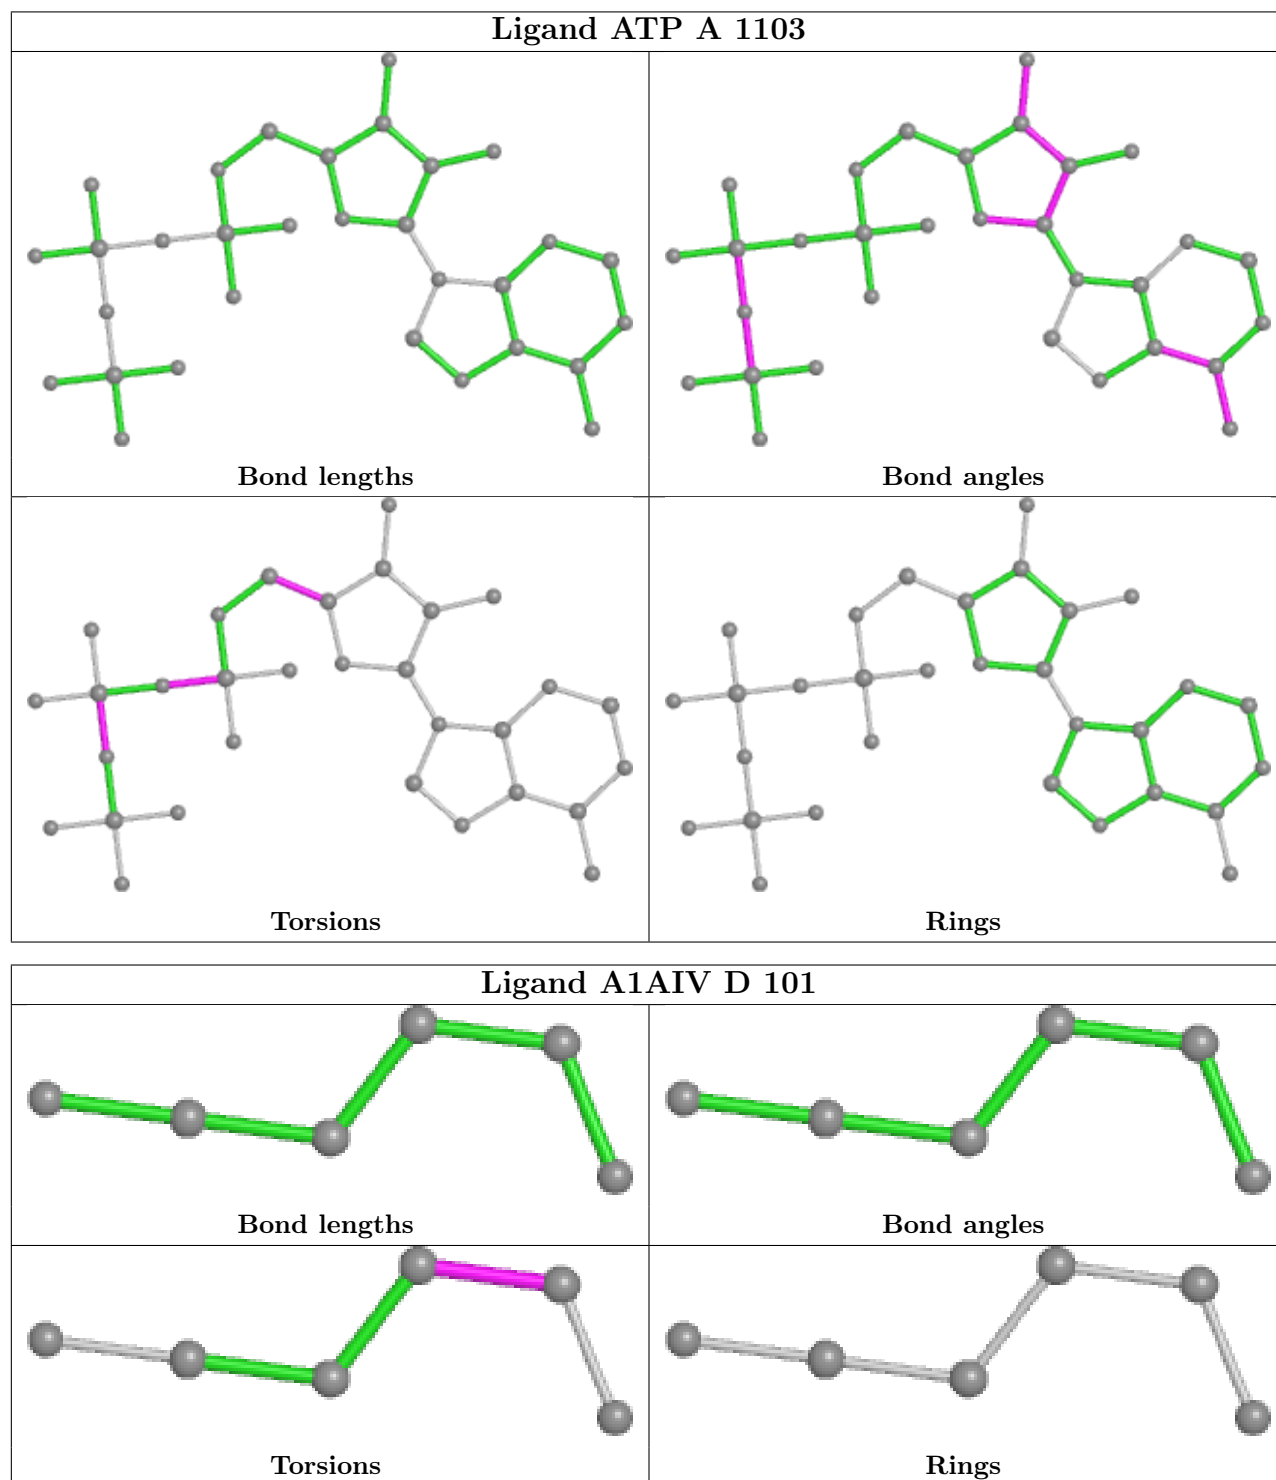 Ligand ATP A 1103
Bond lengths
Bond angles
Torsions
Rings
Ligand A1AIV D 101
Bond lengths
Bond angles
Torsions
Rings